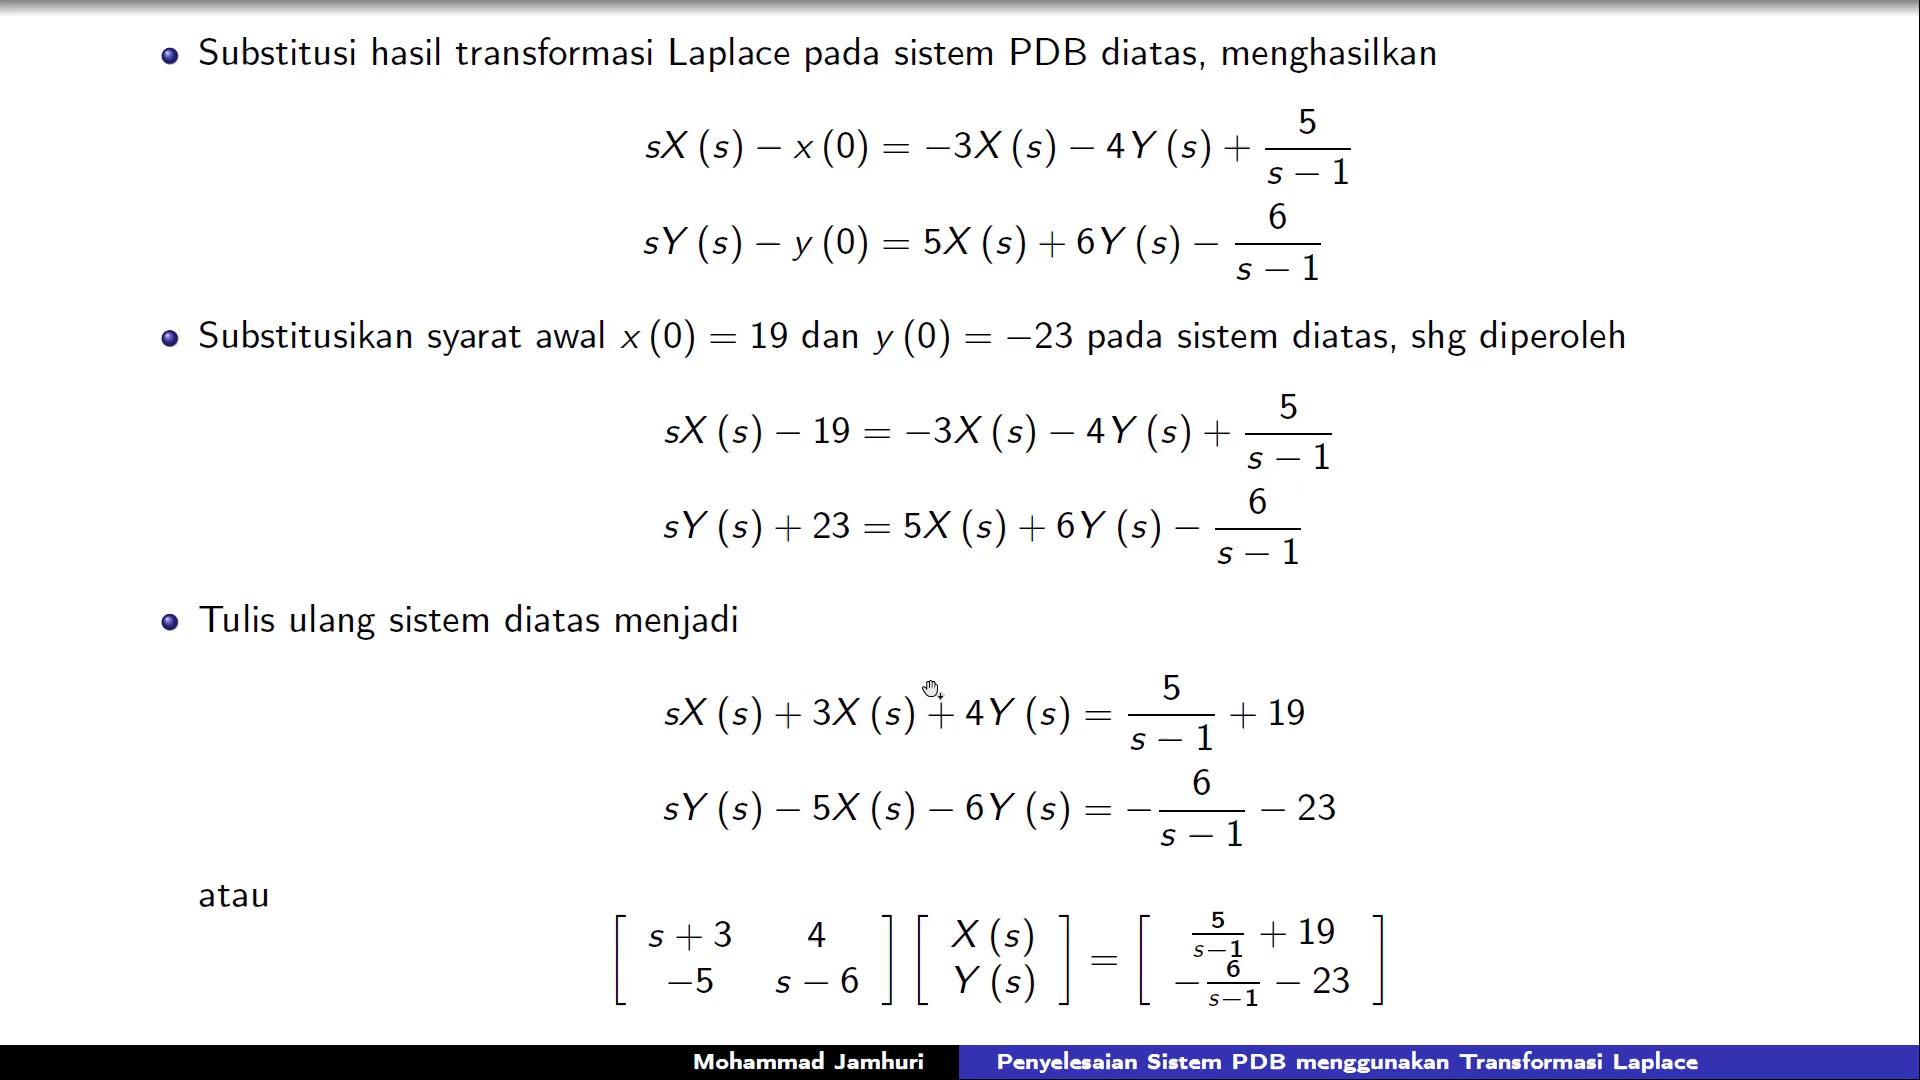 Substitusi hasil transformasi Laplace pada sistem PDB diatas, menghasilkan
sX (s) − x (0) = −3X (s) − 4Y (s) + 5/(s − 1)
sY (s) − y (0) = 5X (s) + 6Y (s) − 6/(s − 1)
Substitusikan syarat awal x (0) = 19 dan y (0) = −23 pada sistem diatas, shg diperoleh
sX (s) − 19 = −3X (s) − 4Y (s) + 5/(s − 1)
sY (s) + 23 = 5X (s) + 6Y (s) − 6/(s − 1)
Tulis ulang sistem diatas menjadi
sX (s) + 3X (s) + 4Y (s) = 5/(s − 1) + 19
sY (s) − 5X (s) − 6Y (s) = − 6/(s − 1) − 23
atau
[ s + 3 4 ] [ X (s) ] = [ 5/(s−1) + 19 ]
[ −5 s − 6 ] [ Y (s) ] [ − 6/(s−1) − 23 ]
Mohammad Jamhuri Penyelesaian Sistem PDB menggunakan Transformasi Laplace